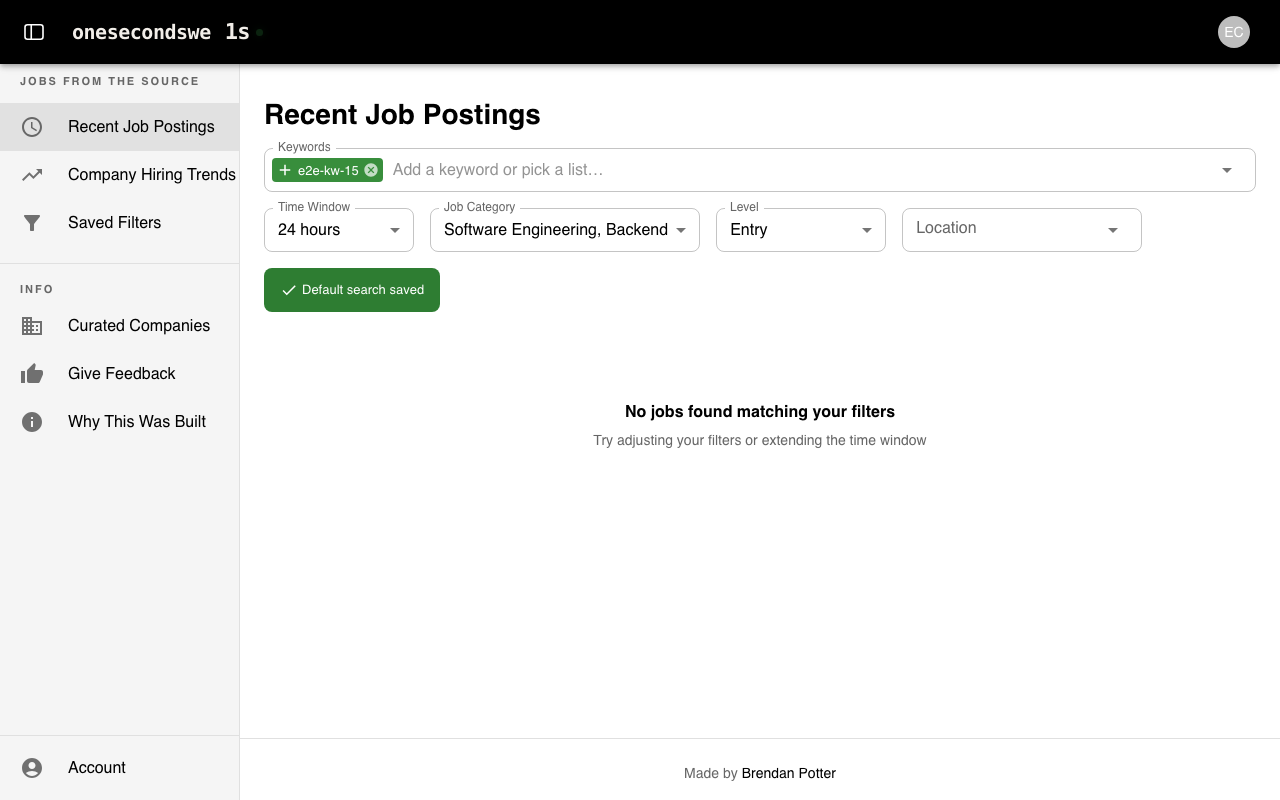 onesecondswe 1s
EC
JOBS FROM THE SOURCE
Recent Job Postings
Company Hiring Trends
Saved Filters
INFO
Curated Companies
Give Feedback
Why This Was Built
Account
Recent Job Postings
Keywords
e2e-kw-15 Add a keyword or pick a list…
Time Window Job Category Level
24 hours Software Engineering, Backend Entry Location
Default search saved
No jobs found matching your filters
Try adjusting your filters or extending the time window
Made by Brendan Potter